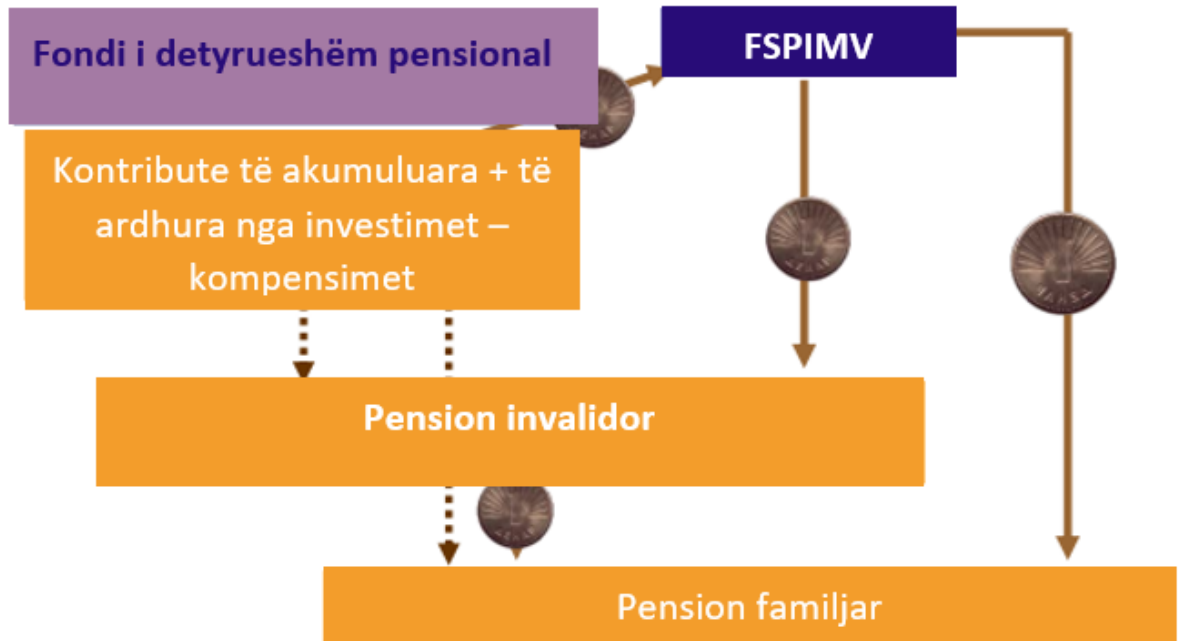 Fondi i detyrueshëm pensional
FSPIMV
Kontribute të akumuluara + të
ardhura nga investimet –
kompensimet
Pension invalidor
Pension familjar